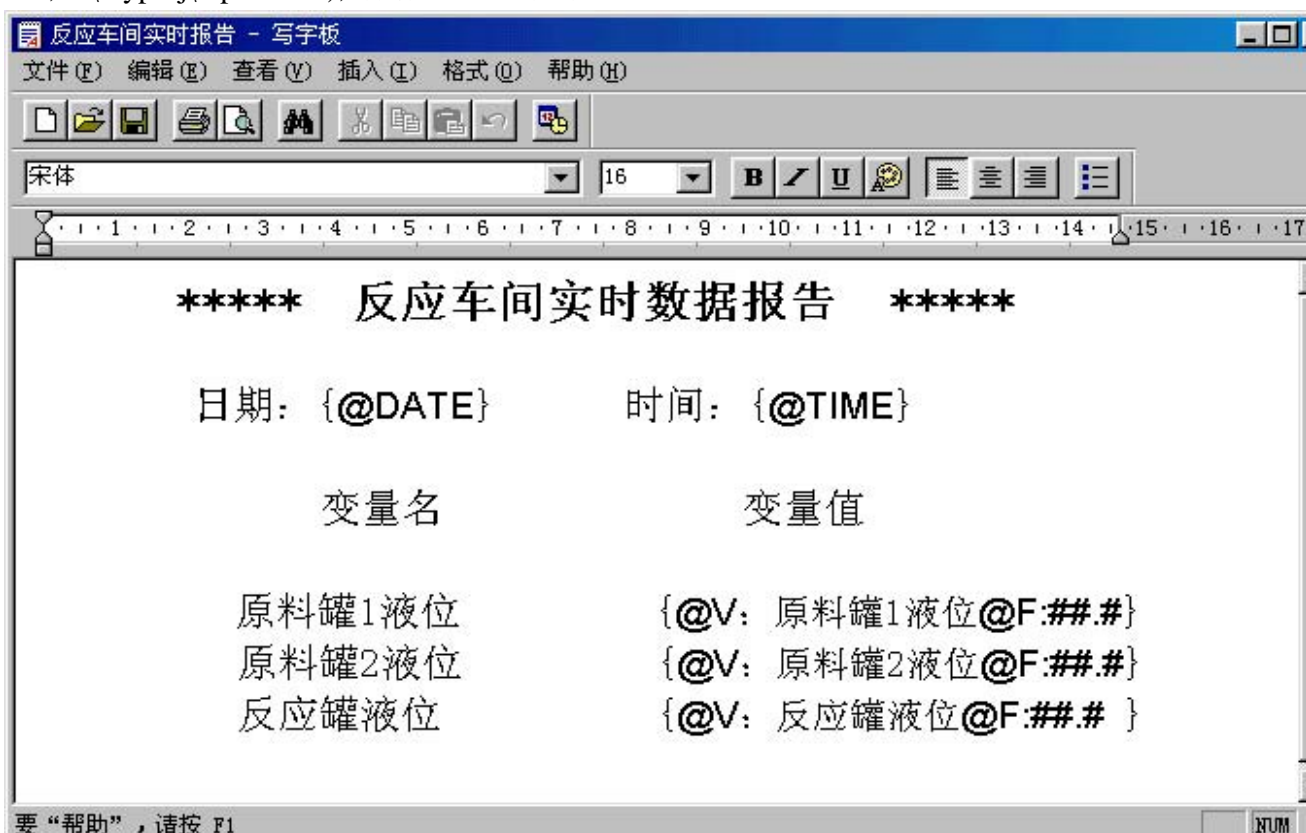 反应车间实时报告 - 写字板
文件(F) 编辑(E) 查看(V) 插入(I) 格式(O) 帮助(H)
宋体 16 B I U
1 2 3 4 5 6 7 8 9 10 11 12 13 14 15 16 17
***** 反应车间实时数据报告 *****
日期：{@DATE} 时间：{@TIME}
变量名 变量值
原料罐1液位 {@V：原料罐1液位@F:##.#}
原料罐2液位 {@V：原料罐2液位@F:##.#}
反应罐液位 {@V：反应罐液位@F:##.# }
要“帮助”，请按 F1 NUM